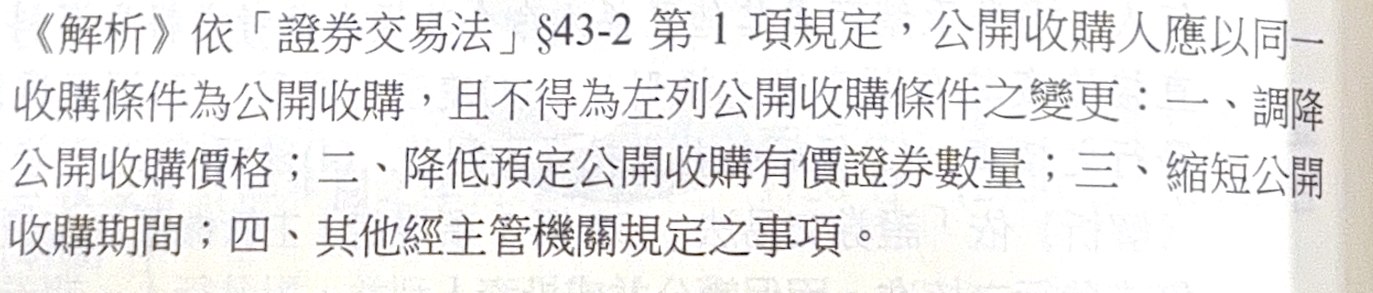 《解析》依「證券交易法」§43-2 第 1 項規定，公開收購人應以同一
收購條件為公開收購，且不得為左列公開收購條件之變更：一、調降
公開收購價格；二、降低預定公開收購有價證券數量；三、縮短公開
收購期間；四、其他經主管機關規定之事項。